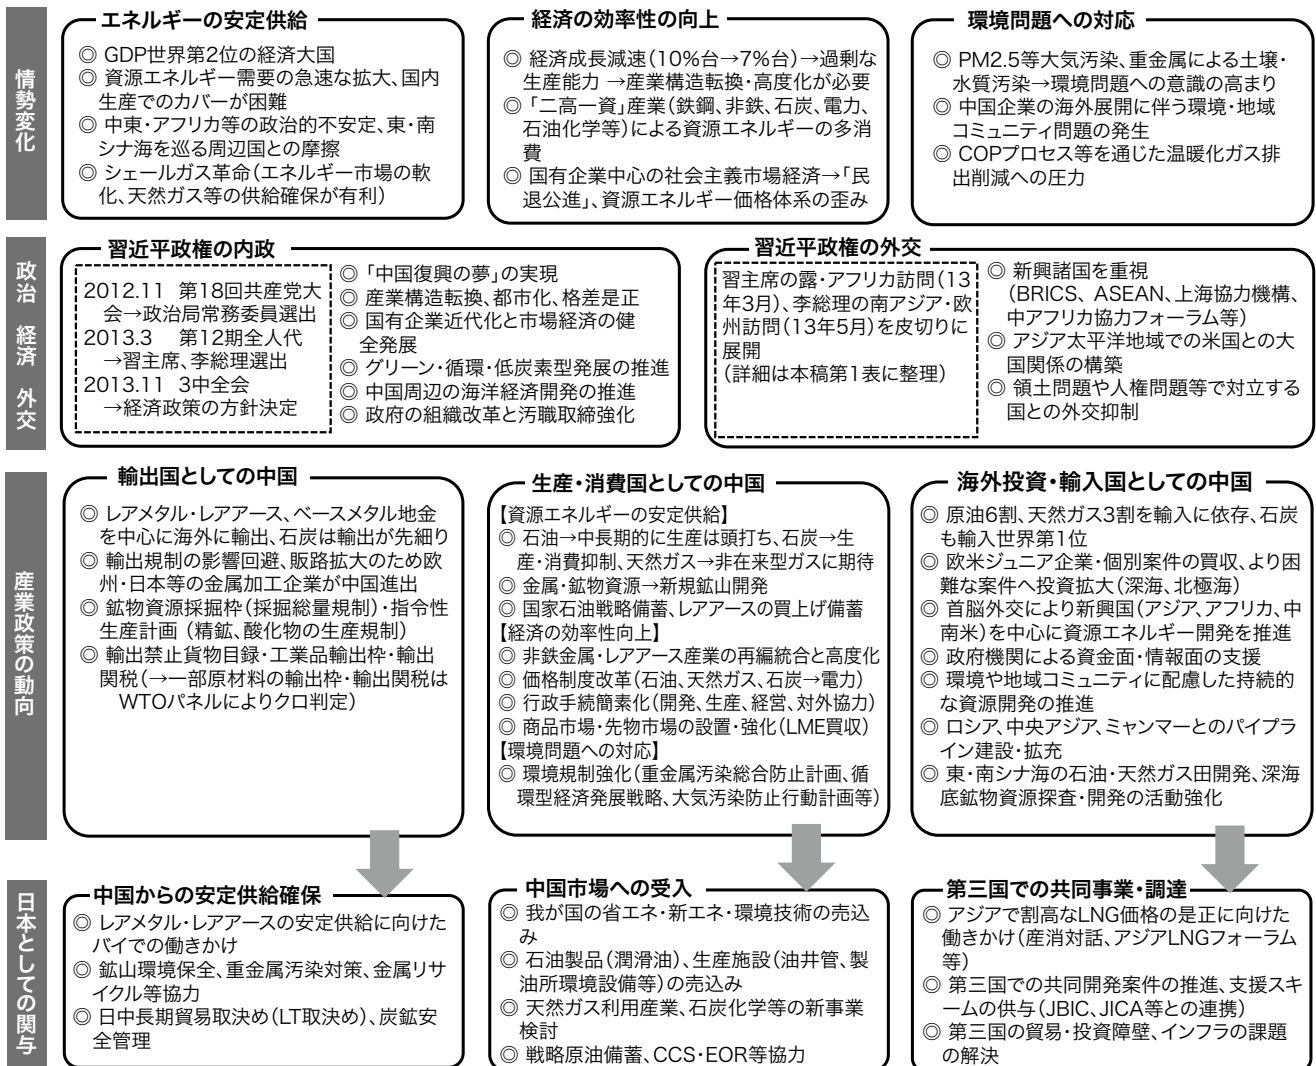 情勢変化
エネルギーの安定供給
◎ GDP世界第2位の経済大国
◎ 資源エネルギー需要の急速な拡大、国内
生産でのカバーが困難
◎ 中東・アフリカ等の政治的不安定、東・南
シナ海を巡る周辺国との摩擦
◎ シェールガス革命（エネルギー市場の軟
化、天然ガス等の供給確保が有利）
経済の効率性の向上
◎ 経済成長減速（10%台→7%台）→過剰な
生産能力 →産業構造転換・高度化が必要
◎ 「二高一資」産業（鉄鋼、非鉄、石炭、電力、
石油化学等）による資源エネルギーの多消
費
◎ 国有企業中心の社会主義市場経済→「民
退公進」、資源エネルギー価格体系の歪み
環境問題への対応
◎ PM2.5等大気汚染、重金属による土壌・
水質汚染→環境問題への意識の高まり
◎ 中国企業の海外展開に伴う環境・地域
コミュニティ問題の発生
◎ COPプロセス等を通じた温暖化ガス排
出削減への圧力
政治 経済 外交
習近平政権の内政
2012.11 第18回共産党大
会→政治局常務委員選出
2013.3 第12期全人代
→習主席、李総理選出
2013.11 3中全会
→経済政策の方針決定
◎ 「中国復興の夢」の実現
◎ 産業構造転換、都市化、格差是正
◎ 国有企業近代化と市場経済の健
全発展
◎ グリーン・循環・低炭素型発展の推進
◎ 中国周辺の海洋経済開発の推進
◎ 政府の組織改革と汚職取締強化
習近平政権の外交
習主席の露・アフリカ訪問（13
年3月）、李総理の南アジア・欧
州訪問（13年5月）を皮切りに
展開
（詳細は本稿第1表に整理）
◎ 新興諸国を重視
（BRICS、ASEAN、上海協力機構、
中アフリカ協力フォーラム等）
◎ アジア太平洋地域での米国との大
国関係の構築
◎ 領土問題や人権問題等で対立する
国との外交抑制
産業政策の動向
輸出国としての中国
◎ レアメタル・レアアース、ベースメタル地金
を中心に海外に輸出、石炭は輸出が先細り
◎ 輸出規制の影響回避、販路拡大のため欧
州・日本等の金属加工企業が中国進出
◎ 鉱物資源採掘枠（採掘総量規制）・指令性
生産計画 （精鉱、酸化物の生産規制）
◎ 輸出禁止貨物目録・工業品輸出枠・輸出
関税（→一部原材料の輸出枠・輸出関税は
WTOパネルによりクロ判定）
生産・消費国としての中国
【資源エネルギーの安定供給】
◎ 石油→中長期的に生産は頭打ち、石炭→生
産・消費抑制、天然ガス→非在来型ガスに期待
◎ 金属・鉱物資源→新規鉱山開発
◎ 国家石油戦略備蓄、レアアースの買上げ備蓄
【経済の効率性向上】
◎ 非鉄金属・レアアース産業の再編統合と高度化
◎ 価格制度改革（石油、天然ガス、石炭→電力）
◎ 行政手続簡素化（開発、生産、経営、対外協力）
◎ 商品市場・先物市場の設置・強化（LME買収）
【環境問題への対応】
◎ 環境規制強化（重金属汚染総合防止計画、循
環型経済発展戦略、大気汚染防止行動計画等）
海外投資・輸入国としての中国
◎ 原油6割、天然ガス3割を輸入に依存、石炭
も輸入世界第1位
◎ 欧米ジュニア企業・個別案件の買収、より困
難な案件へ投資拡大（深海、北極海）
◎ 首脳外交により新興国（アジア、アフリカ、中
南米）を中心に資源エネルギー開発を推進
◎ 政府機関による資金面・情報面の支援
◎ 環境や地域コミュニティに配慮した持続的
な資源開発の推進
◎ ロシア、中央アジア、ミャンマーとのパイプラ
イン建設・拡充
◎ 東・南シナ海の石油・天然ガス田開発、深海
底鉱物資源探査・開発の活動強化
日本としての関与
中国からの安定供給確保
◎ レアメタル・レアアースの安定供給に向けた
バイでの働きかけ
◎ 鉱山環境保全、重金属汚染対策、金属リサ
イクル等協力
◎ 日中長期貿易取決め（LT取決め）、炭鉱安
全管理
中国市場への受入
◎ 我が国の省エネ・新エネ・環境技術の売込
み
◎ 石油製品（潤滑油）、生産施設（油井管、製
油所環境設備等）の売込み
◎ 天然ガス利用産業、石炭化学等の新事業
検討
◎ 戦略原油備蓄、CCS・EOR等協力
第三国での共同事業・調達
◎ アジアで割高なLNG価格の是正に向けた
働きかけ（産消対話、アジアLNGフォーラム
等）
◎ 第三国での共同開発案件の推進、支援スキ
ームの供与（JBIC、JICA等との連携）
◎ 第三国の貿易・投資障壁、インフラの課題
の解決